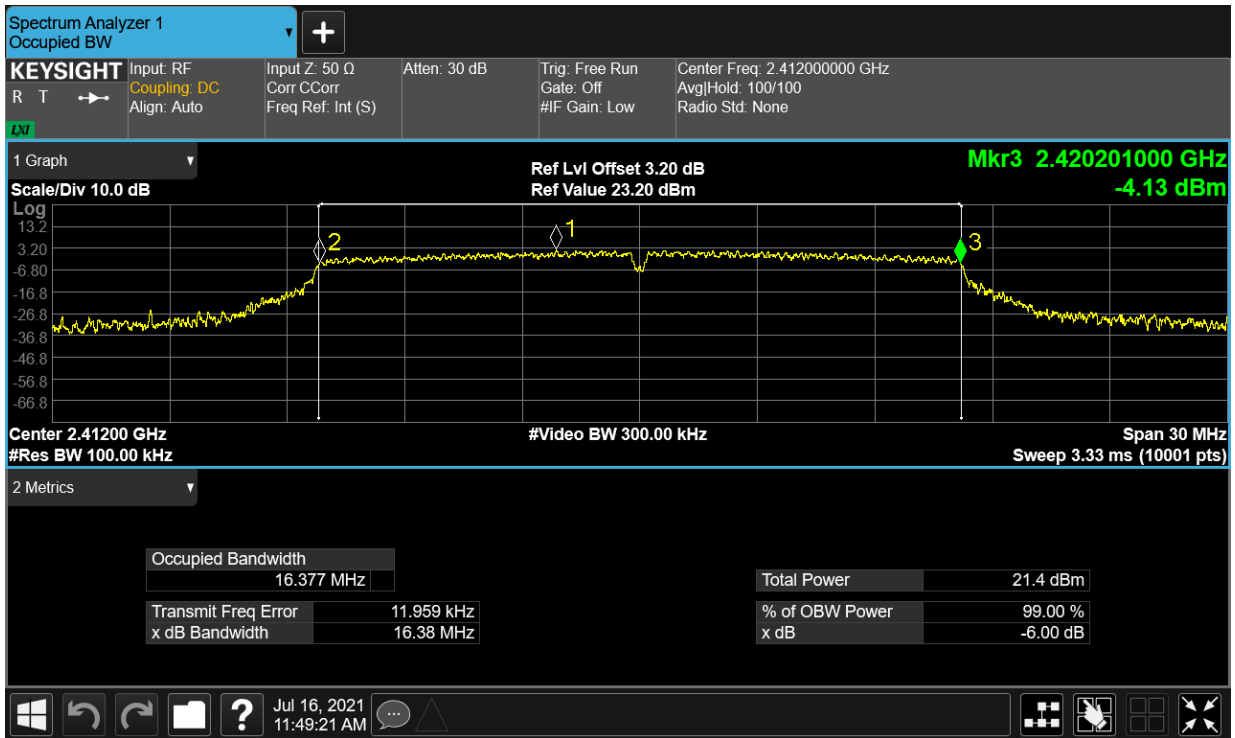 Spectrum Analyzer 1
Occupied BW
+
KEYSIGHT
R T
LXI
Input: RF
Coupling: DC
Align: Auto
Input Z: 50 Ω
Corr CCorr
Freq Ref: Int (S)
Atten: 30 dB
Trig: Free Run
Gate: Off
#IF Gain: Low
Center Freq: 2.412000000 GHz
Avg|Hold: 100/100
Radio Std: None
1 Graph
Scale/Div 10.0 dB
Ref Lvl Offset 3.20 dB
Ref Value 23.20 dBm
Mkr3 2.420201000 GHz
-4.13 dBm
Log
13.2
3.20
-6.80
-16.8
-26.8
-36.8
-46.8
-56.8
-66.8
2
1
3
Center 2.41200 GHz
#Video BW 300.00 kHz
Span 30 MHz
#Res BW 100.00 kHz
Sweep 3.33 ms (10001 pts)
2 Metrics
Occupied Bandwidth
16.377 MHz
Transmit Freq Error 11.959 kHz
x dB Bandwidth 16.38 MHz
Total Power 21.4 dBm
% of OBW Power 99.00 %
x dB -6.00 dB
?
Jul 16, 2021
11:49:21 AM